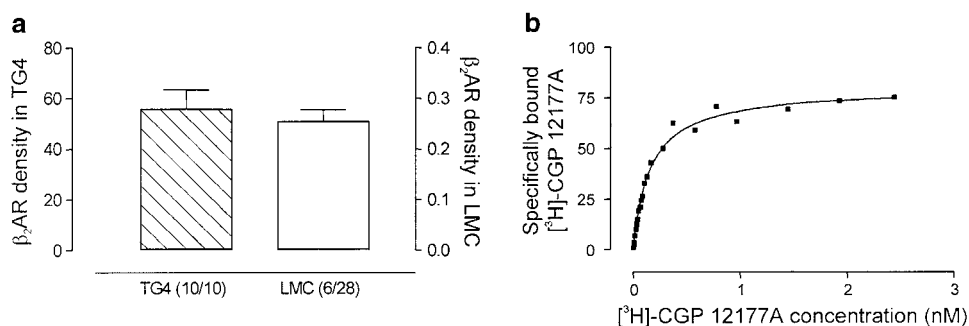 a
β₂AR density in TG4
80
60
40
20
0
0.4
0.3
0.2
0.1
0.0
β₂AR density in LMC
TG4 (10/10)
LMC (6/28)
b
Specifically bound
[³H]-CGP 12177A
100
75
50
25
0
0
1
2
3
[³H]-CGP 12177A concentration (nM)